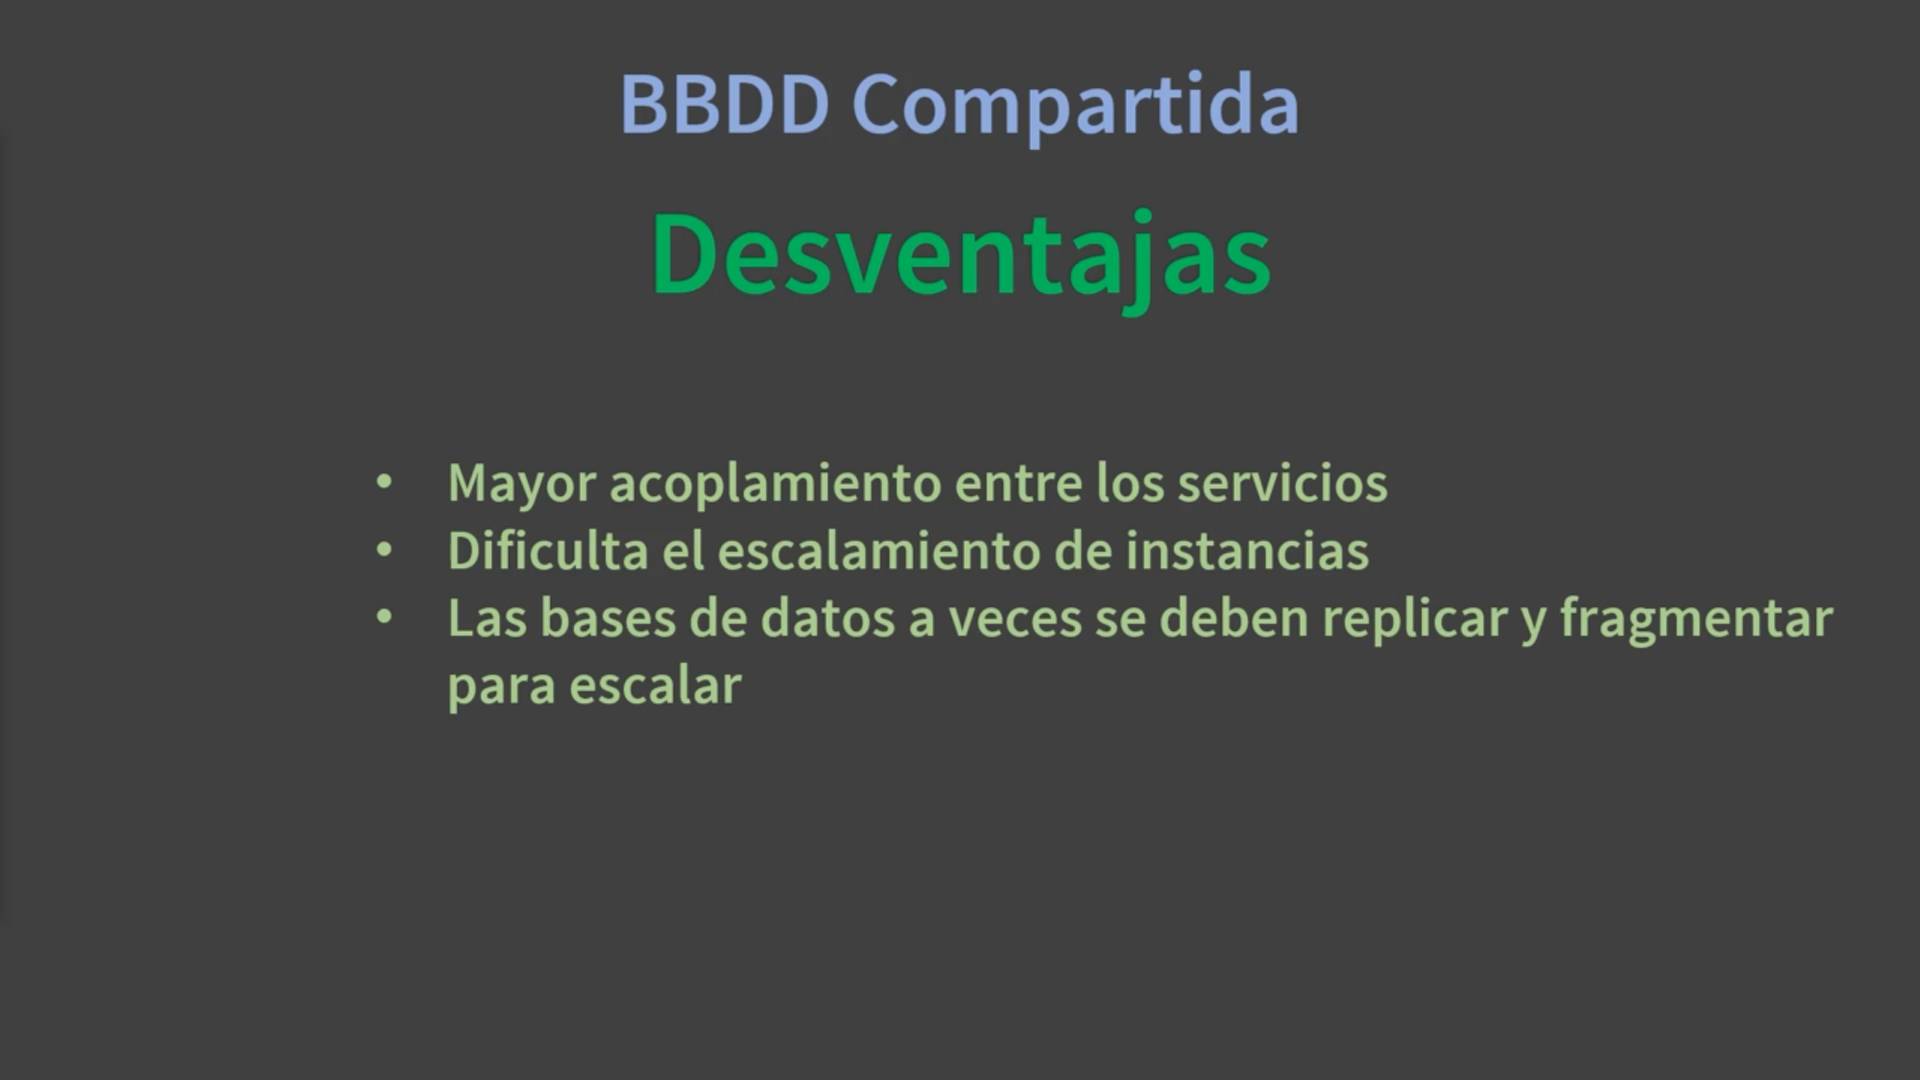 BBDD Compartida
Desventajas
• Mayor acoplamiento entre los servicios
• Dificulta el escalamiento de instancias
• Las bases de datos a veces se deben replicar y fragmentar
para escalar